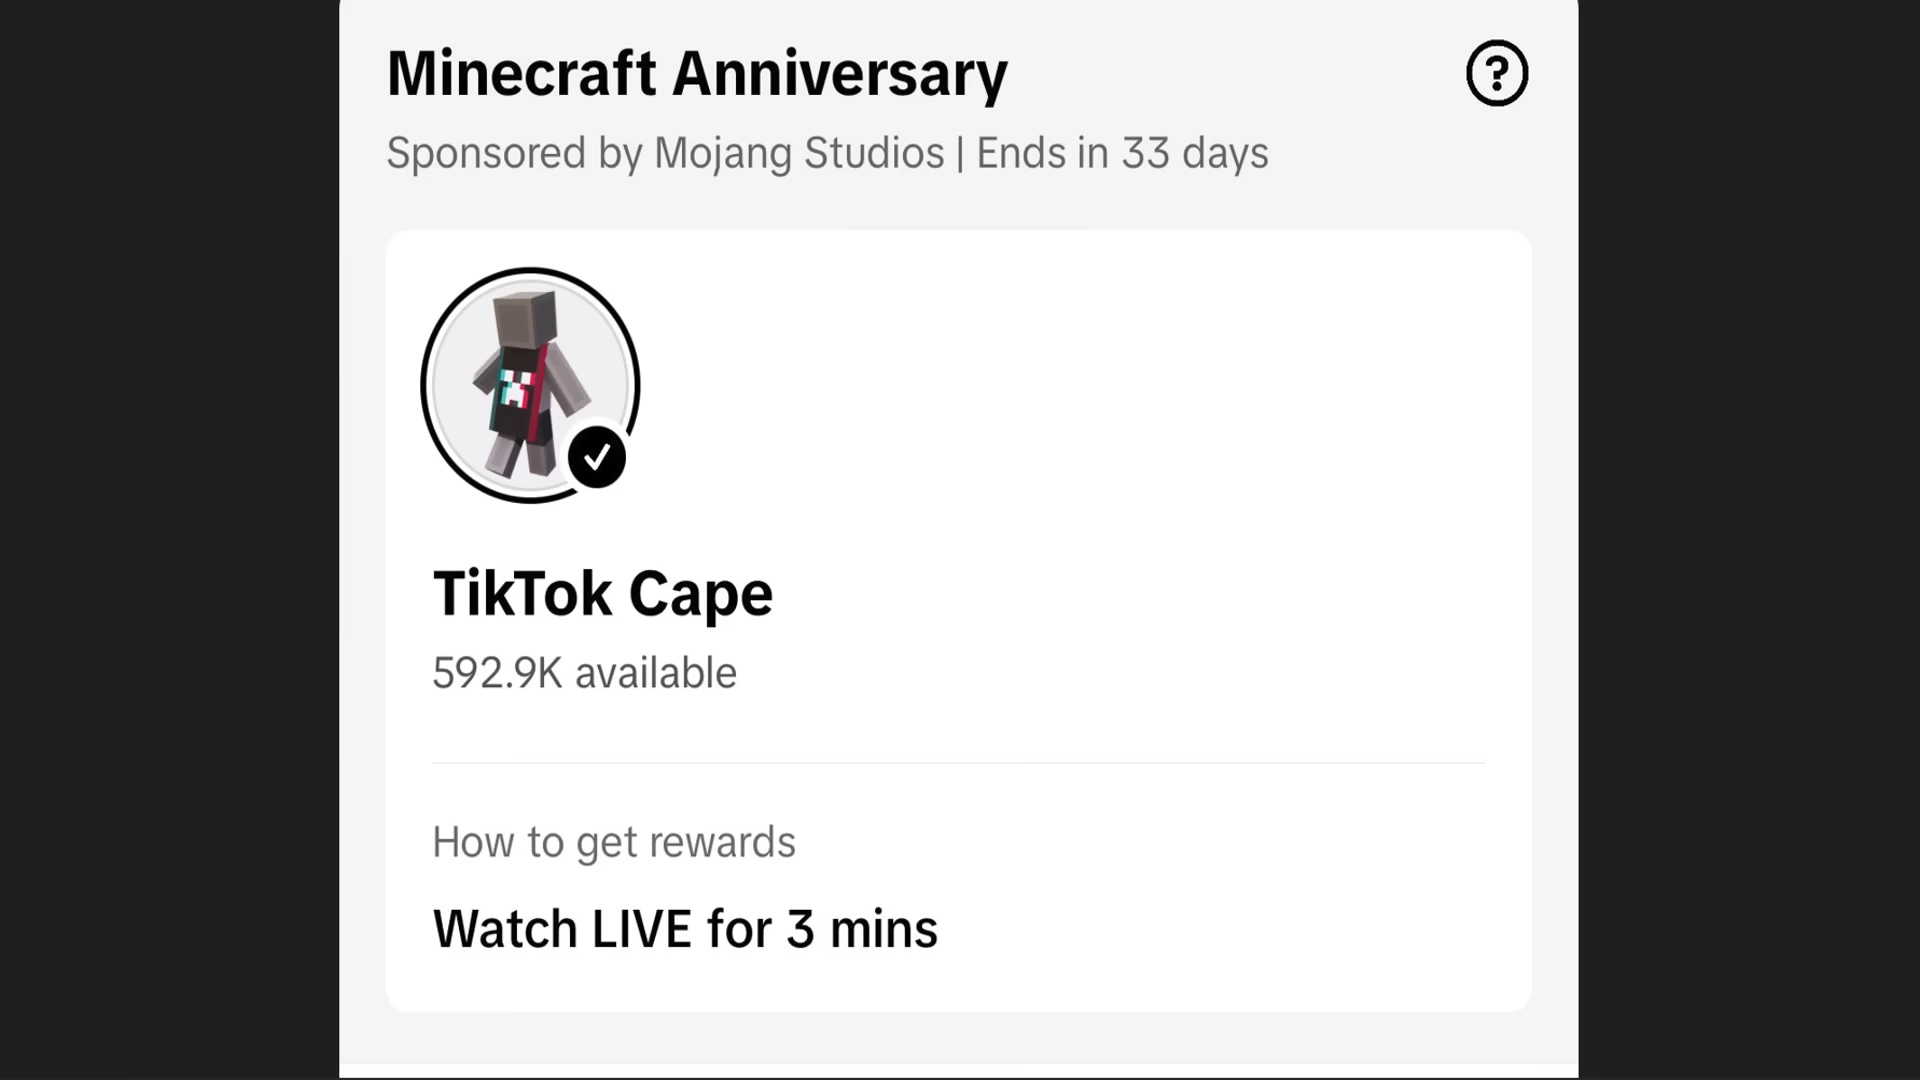 Minecraft Anniversary
Sponsored by Mojang Studios | Ends in 33 days
TikTok Cape
592.9K available
How to get rewards
Watch LIVE for 3 mins